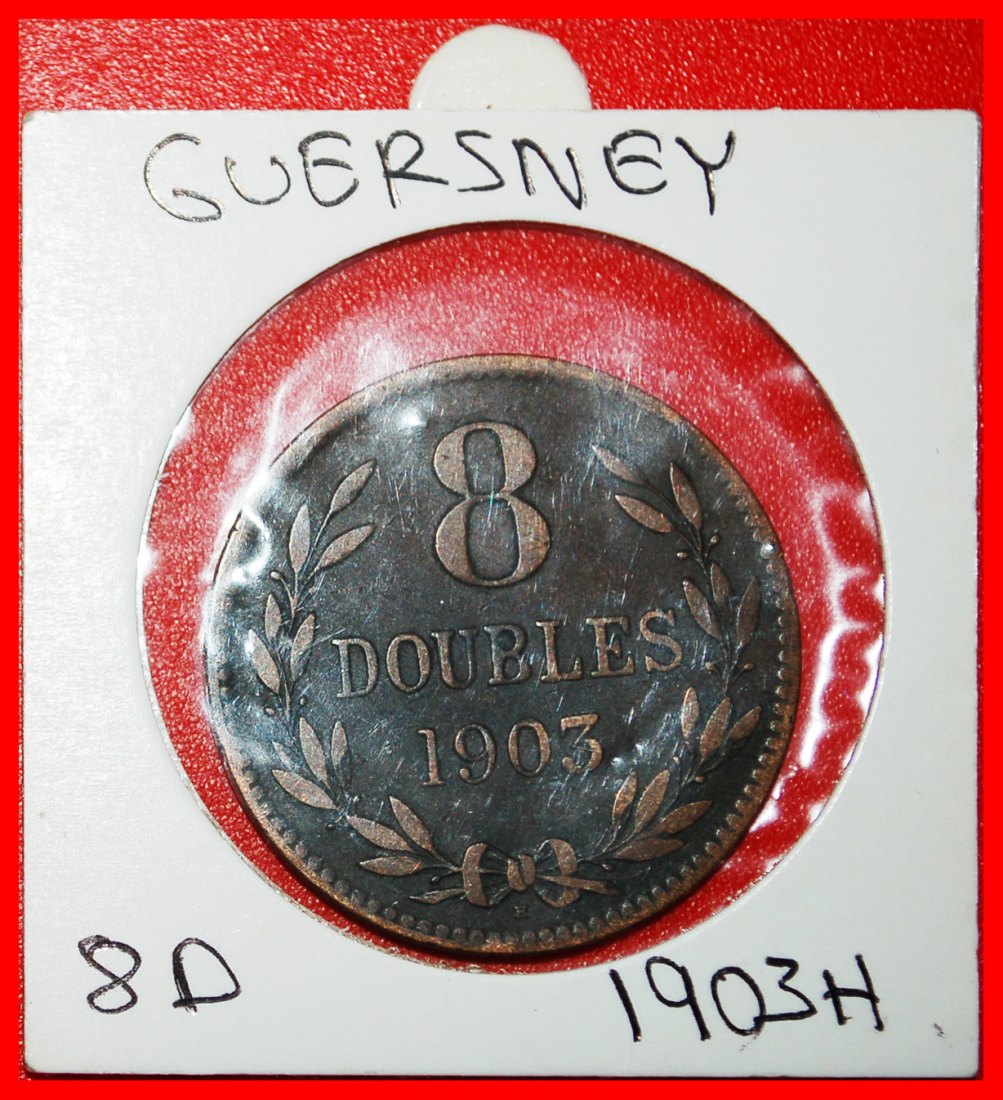 GUERSNEY
8
DOUBLES
1903
H
8D 1903H